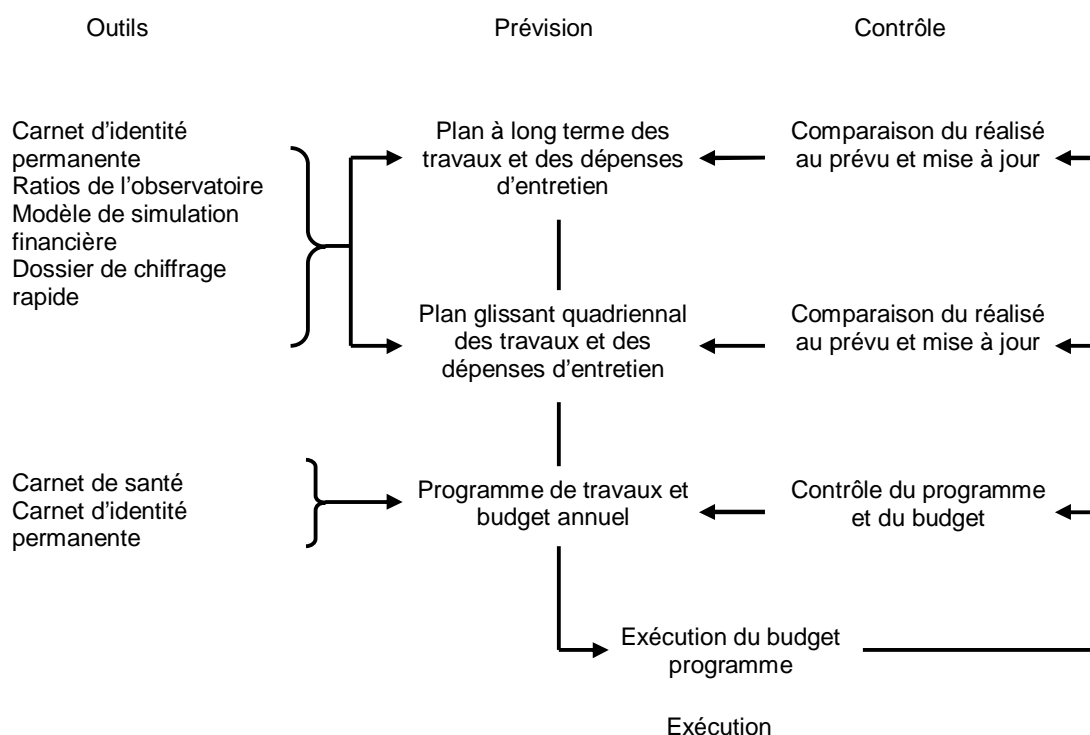 Outils
Prévision
Contrôle
Carnet d’identité
permanente
Ratios de l’observatoire
Modèle de simulation
financière
Dossier de chiffrage
rapide
Plan à long terme des
travaux et des dépenses
d’entretien
Comparaison du réalisé
au prévu et mise à jour
Plan glissant quadriennal
des travaux et des
dépenses d’entretien
Comparaison du réalisé
au prévu et mise à jour
Carnet de santé
Carnet d’identité
permanente
Programme de travaux et
budget annuel
Contrôle du programme
et du budget
Exécution du budget
programme
Exécution